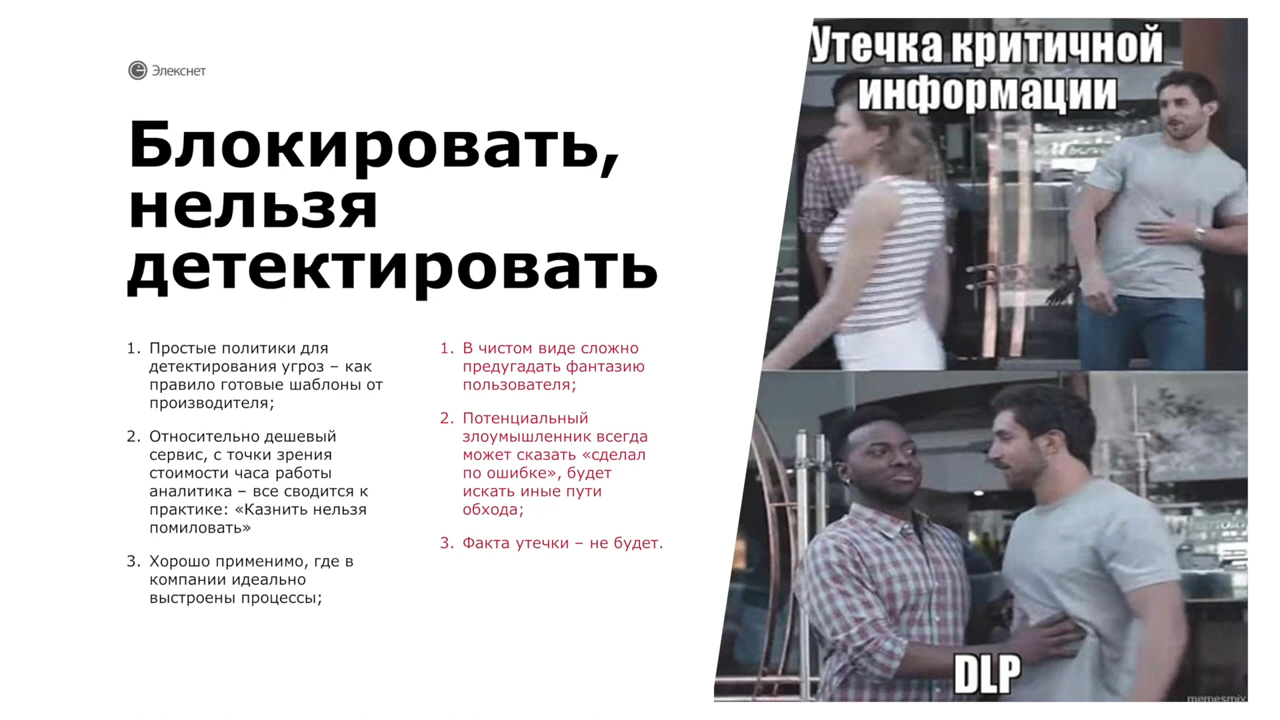 Элекснет
Блокировать,
нельзя
детектировать
1. Простые политики для
детектирования угроз – как
правило готовые шаблоны от
производителя;
2. Относительно дешевый
сервис, с точки зрения
стоимости часа работы
аналитика – все сводится к
практике: «Казнить нельзя
помиловать»
3. Хорошо применимо, где в
компании идеально
выстроены процессы;
1. В чистом виде сложно
предугадать фантазию
пользователя;
2. Потенциальный
злоумышленник всегда
может сказать «сделал
по ошибке», будет
искать иные пути
обхода;
3. Факта утечки – не будет.
Утечка критичной
информации
DLP
memesmix